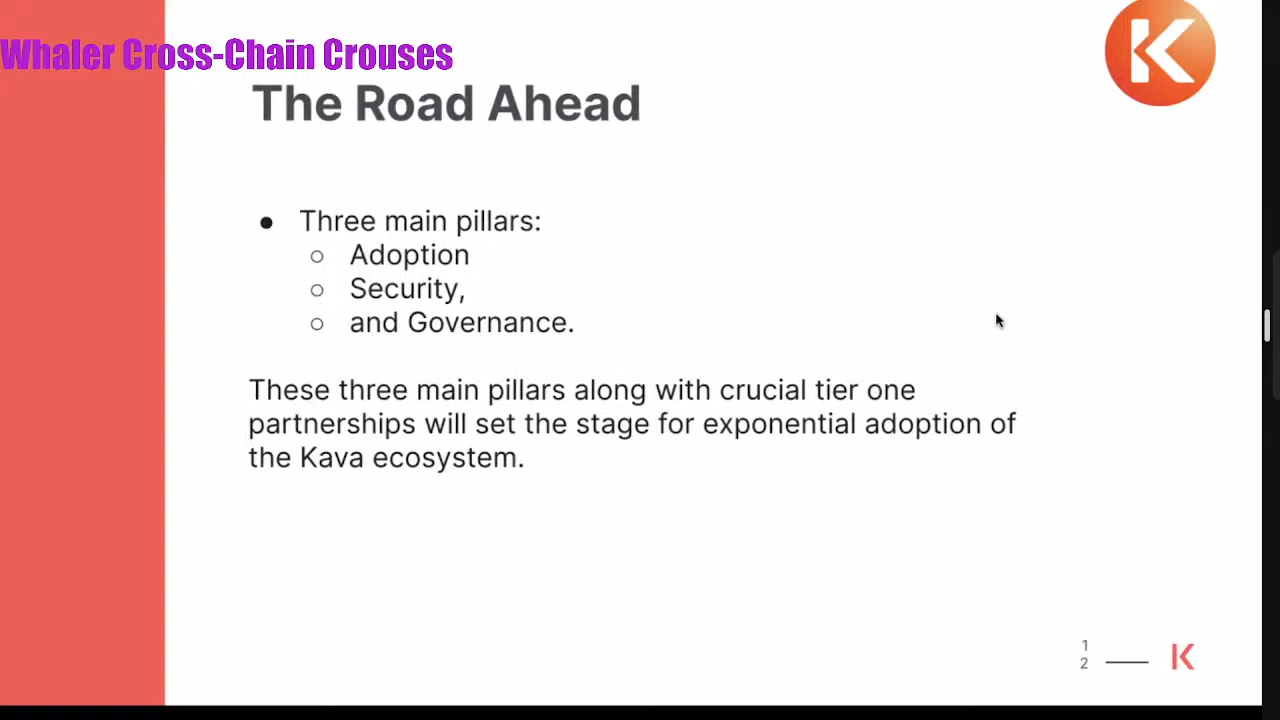 Whaler Cross-Chain Crouses
The Road Ahead
● Three main pillars:
○ Adoption
○ Security,
○ and Governance.
These three main pillars along with crucial tier one
partnerships will set the stage for exponential adoption of
the Kava ecosystem.
1
2